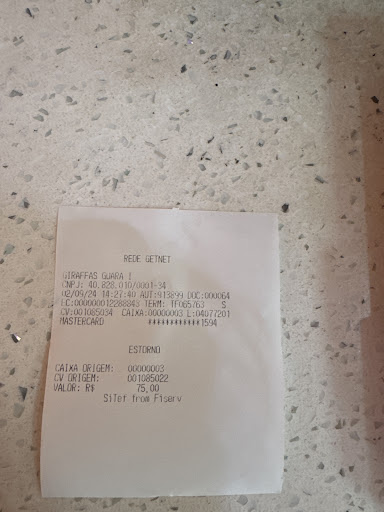 REDE GETNET
GIRAFFAS GUARA I
CNPJ: 40.828.010/0001-34
02/09/24 14:27:40 AUT:913899 DOC:000064
EC:000000012288843 TERM: TF065763 S
CV:001085034 CAIXA:00000003 L:04077201
MASTERCARD ************1594
ESTORNO
CAIXA ORIGEM: 00000003
CV ORIGEM: 001085022
VALOR: R$ 75,00
SiTef from Fiserv